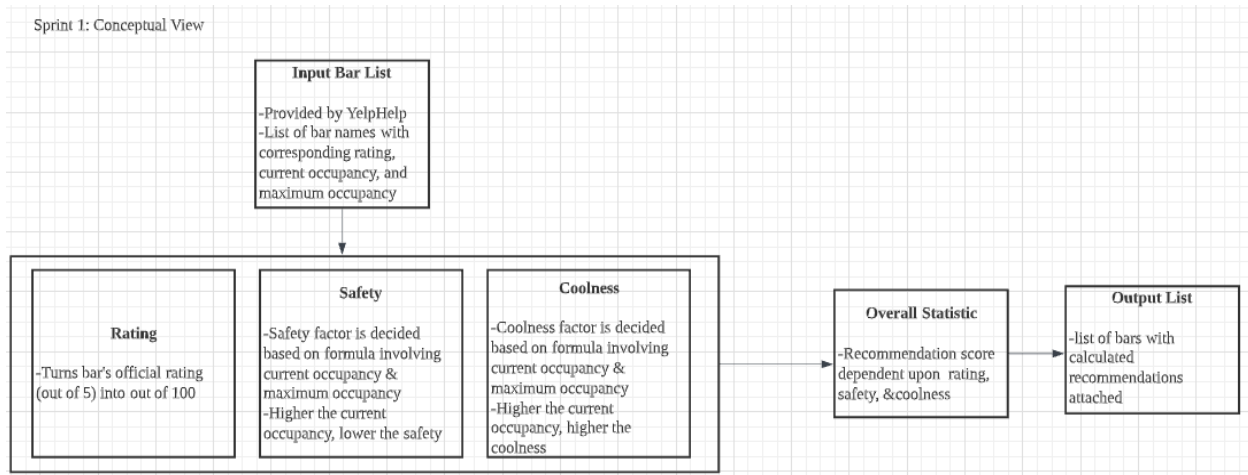 Sprint 1: Conceptual View
Input Bar List
-Provided by YelpHelp
-List of bar names with
corresponding rating,
current occupancy, and
maximum occupancy
Rating
-Turns bar's official rating
(out of 5) into out of 100
Safety
-Safety factor is decided
based on formula involving
current occupancy &
maximum occupancy
-Higher the current
occupancy, lower the safety
Coolness
-Coolness factor is decided
based on formula involving
current occupancy &
maximum occupancy
-Higher the current
occupancy, higher the
coolness
Overall Statistic
-Recommendation score
dependent upon rating,
safety, &coolness
Output List
-list of bars with
calculated
recommendations
attached